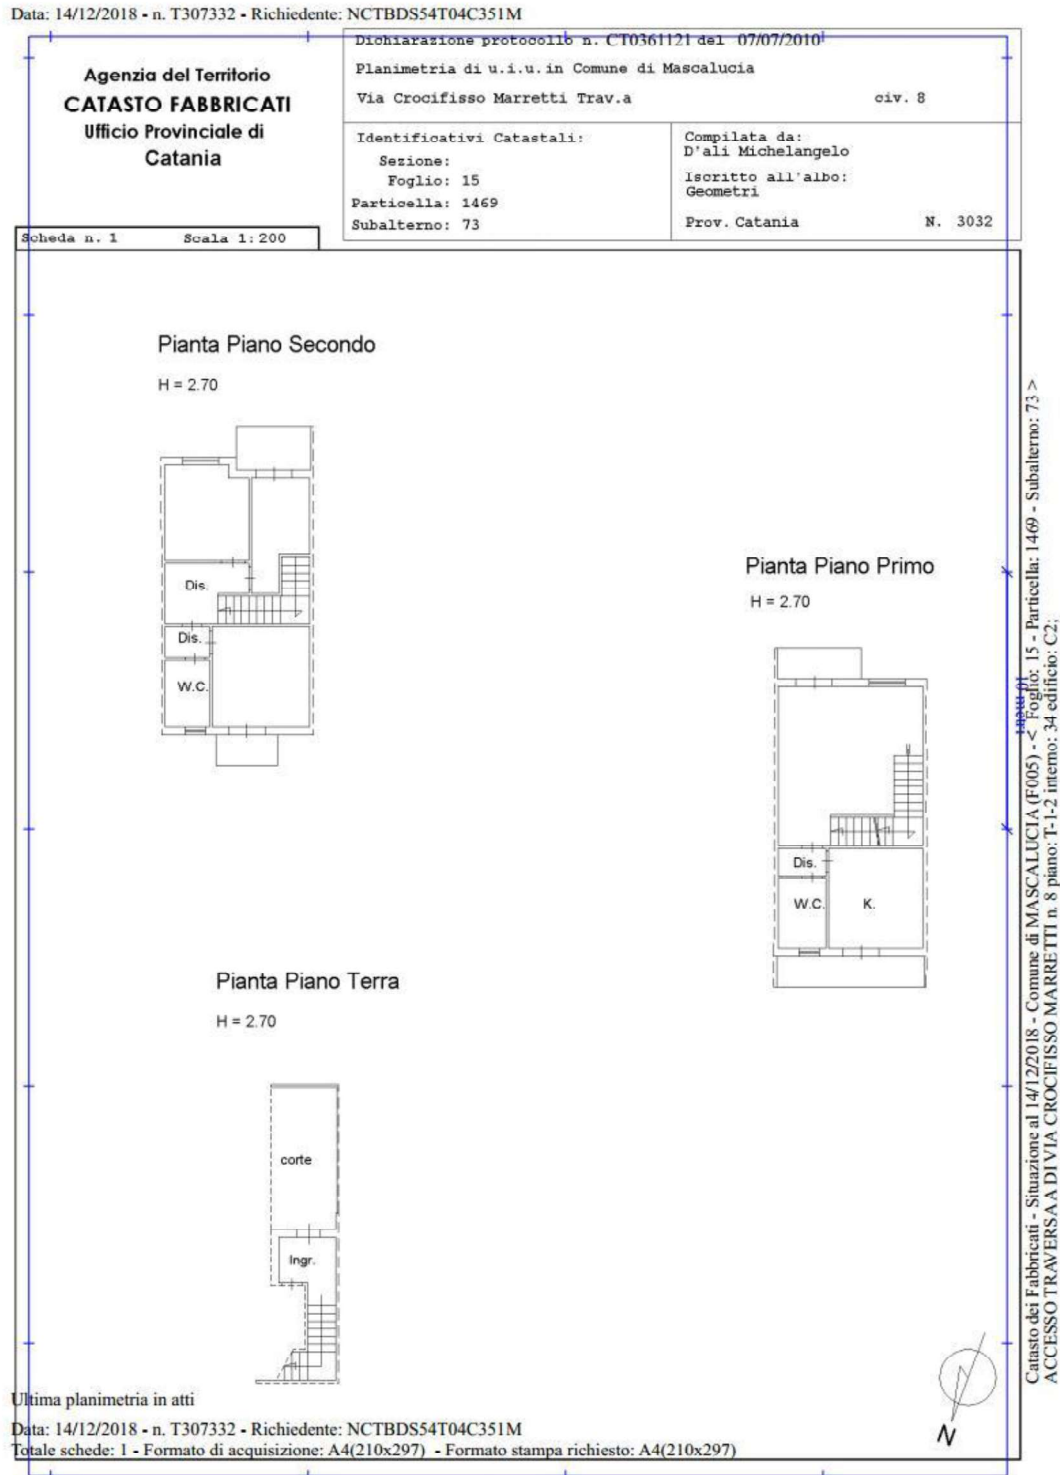 Data: 14/12/2018 - n. T307332 - Richiedente: NCTBDS54T04C351M
Agenzia del Territorio
CATASTO FABBRICATI
Ufficio Provinciale di
Catania
Dichiarazione protocollo n. CT0361121 del 07/07/2010
Planimetria di u.i.u. in Comune di Mascalucia
Via Crocifisso Marretti Trav.a civ. 8
Identificativi Catastali:
Sezione:
Foglio: 15
Particella: 1469
Subalterno: 73
Compilata da:
D'ali Michelangelo
Iscritto all'albo:
Geometri
Prov. Catania N. 3032
Scheda n. 1 Scala 1:200
Pianta Piano Secondo
H = 2.70
Dis.
Dis.
W.C.
Pianta Piano Primo
H = 2.70
Dis.
W.C.
K.
Pianta Piano Terra
H = 2.70
corte
Ingr.
N
10 metri
Catasto dei Fabbricati - Situazione al 14/12/2018 - Comune di MASCALUCIA (F005) - < Foglio: 15 - Particella: 1469 - Subalterno: 73 >
ACCESSO TRAVERSA A DI VIA CROCIFISSO MARRETTI n. 8 piano: T-1-2 interno: 34 edificio: C2;
Ultima planimetria in atti
Data: 14/12/2018 - n. T307332 - Richiedente: NCTBDS54T04C351M
Totale schede: 1 - Formato di acquisizione: A4(210x297) - Formato stampa richiesto: A4(210x297)